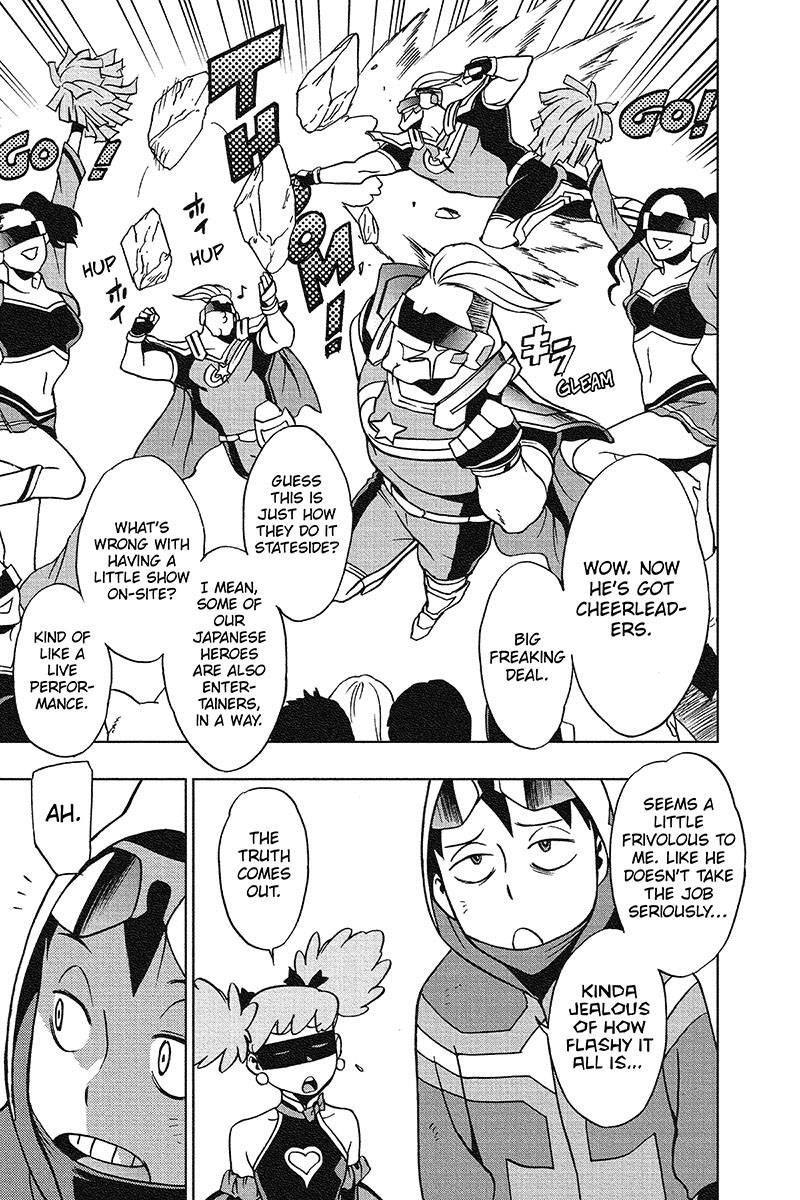 GO!
THOOM!
GO!
ホイ
HUP
ホイ
HUP
♪
キラ
GLEAM
WOW. NOW
HE'S GOT
CHEERLEAD-
ERS.
BIG
FREAKING
DEAL.
GUESS
THIS IS
JUST HOW
THEY DO IT
STATESIDE?
I MEAN,
SOME OF
OUR
JAPANESE
HEROES
ARE ALSO
ENTER-
TAINERS,
IN A WAY.
WHAT'S
WRONG WITH
HAVING A
LITTLE SHOW
ON-SITE?
KIND OF
LIKE A
LIVE
PERFOR-
MANCE.
SEEMS A
LITTLE
FRIVOLOUS TO
ME. LIKE HE
DOESN'T TAKE
THE JOB
SERIOUSLY...
KINDA
JEALOUS
OF HOW
FLASHY IT
ALL IS...
THE
TRUTH
COMES
OUT.
AH.